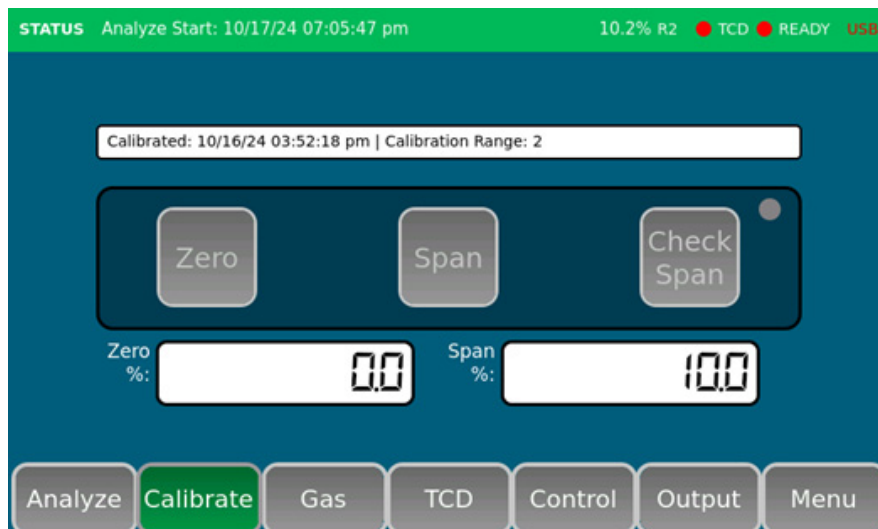 STATUS Analyze Start: 10/17/24 07:05:47 pm 10.2% R2 TCD READY USB
Calibrated: 10/16/24 03:52:18 pm | Calibration Range: 2
Zero Span Check
Span
Zero
%: 0.0 Span
%: 10.0
Analyze Calibrate Gas TCD Control Output Menu